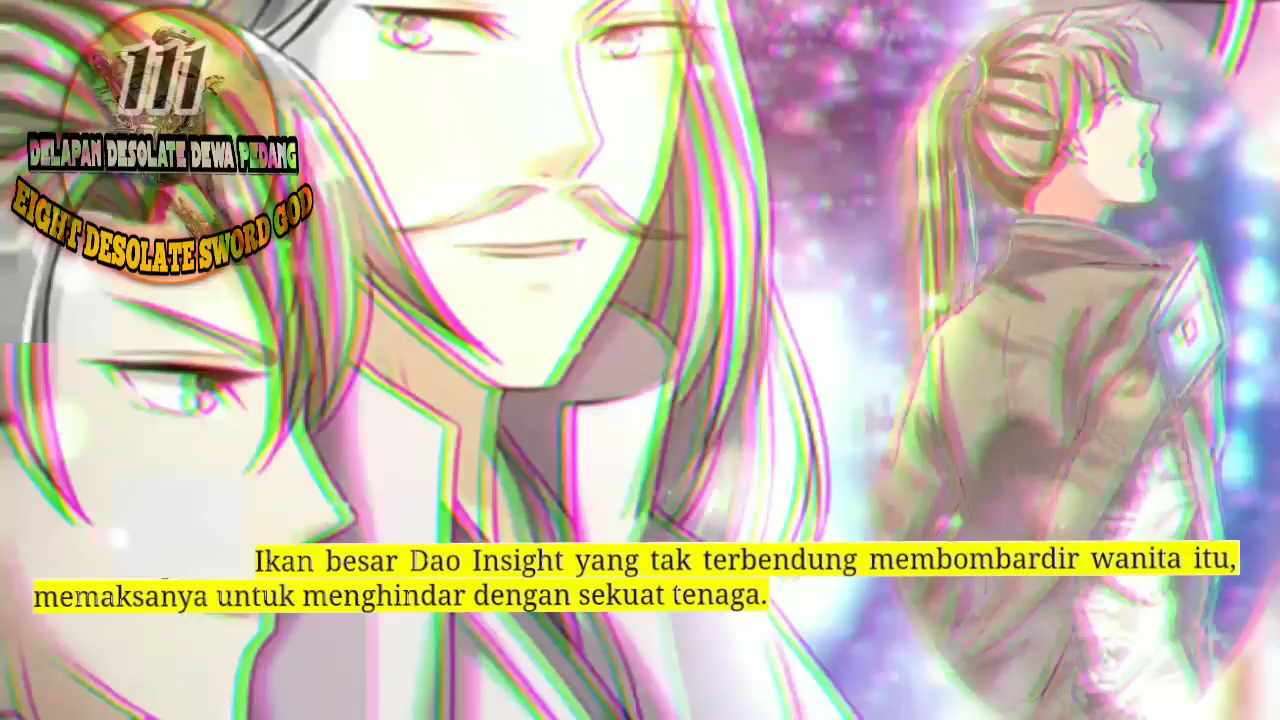 111
DELAPAN DESOLATE DEWA PEDANG
EIGHT DESOLATE SWORD GOD
Ikan besar Dao Insight yang tak terbendung membombardir wanita itu,
memaksanya untuk menghindar dengan sekuat tenaga.